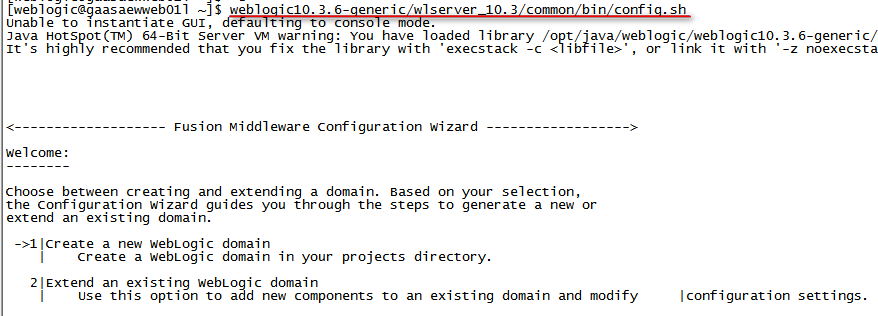 [weblogic@gaasaewweb01l ~]$ weblogic10.3.6-generic/wlserver_10.3/common/bin/config.sh
Unable to instantiate GUI, defaulting to console mode.
Java HotSpot(TM) 64-Bit Server VM warning: You have loaded library /opt/java/weblogic/weblogic10.3.6-generic/
It's highly recommended that you fix the library with 'execstack -c <libfile>', or link it with '-z noexecsta
<------------------- Fusion Middleware Configuration Wizard ------------------>
Welcome:
--------
Choose between creating and extending a domain. Based on your selection,
the Configuration Wizard guides you through the steps to generate a new or
extend an existing domain.
->1|Create a new WebLogic domain
|    Create a WebLogic domain in your projects directory.
2|Extend an existing WebLogic domain
|    Use this option to add new components to an existing domain and modify     |configuration settings.